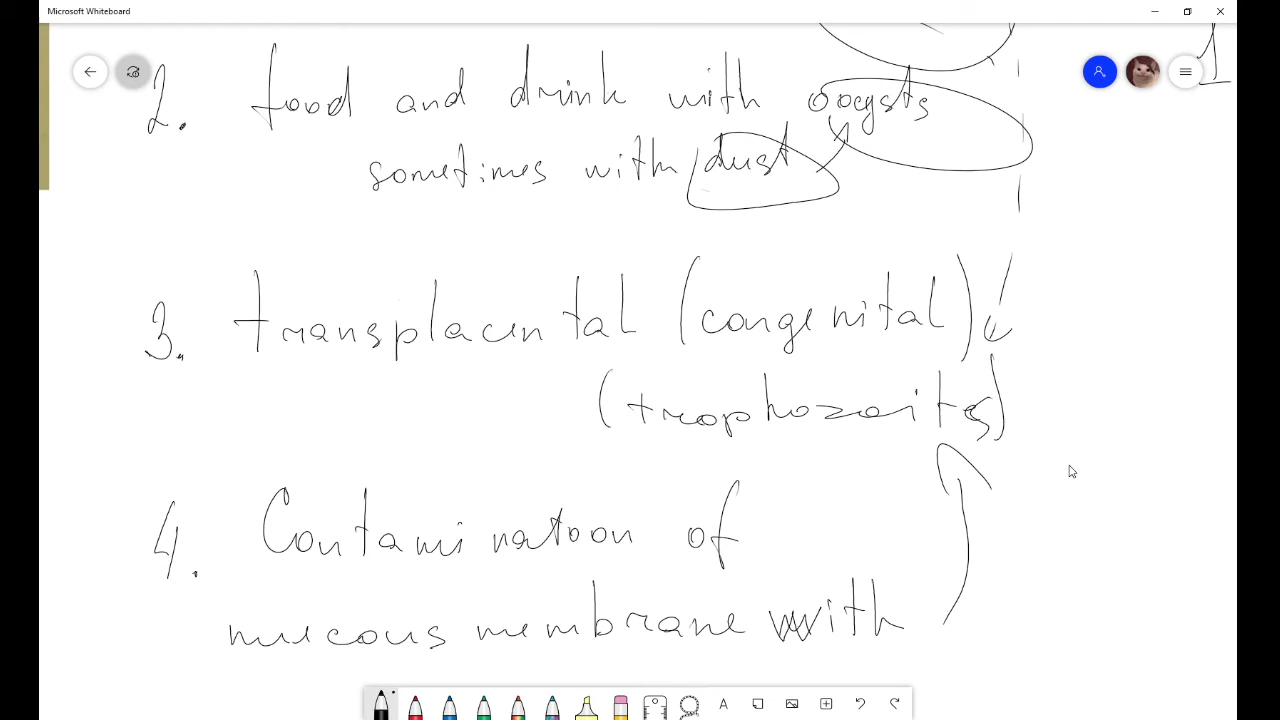 Microsoft Whiteboard
1
2. food and drink with oocysts
sometimes with dust
3. transplacental (congenital)
(trophozoites)
4. Contamination of
mucous membrane with
A